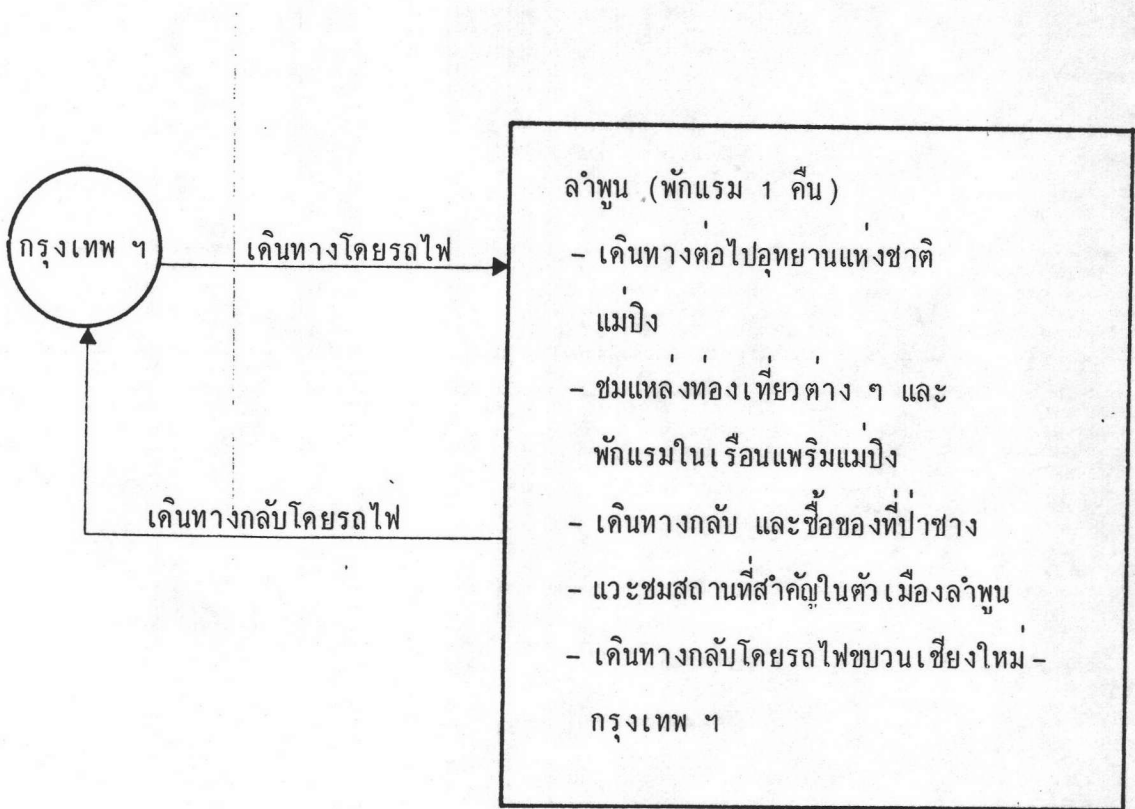 ลำพูน (พักแรม 1 คืน)
กรุงเทพ ฯ
เดินทางโดยรถไฟ
- เดินทางต่อไปอุทยานแห่งชาติ
แม่ปิง
- ชมแหล่งท่องเที่ยวต่าง ๆ และ
พักแรมในเรือนแพริมแม่ปิง
เดินทางกลับโดยรถไฟ
- เดินทางกลับ และซื้อของที่ป่าซาง
- แวะชมสถานที่สำคัญในตัวเมืองลำพูน
- เดินทางกลับโดยรถไฟขบวนเชียงใหม่ -
กรุงเทพ ฯ